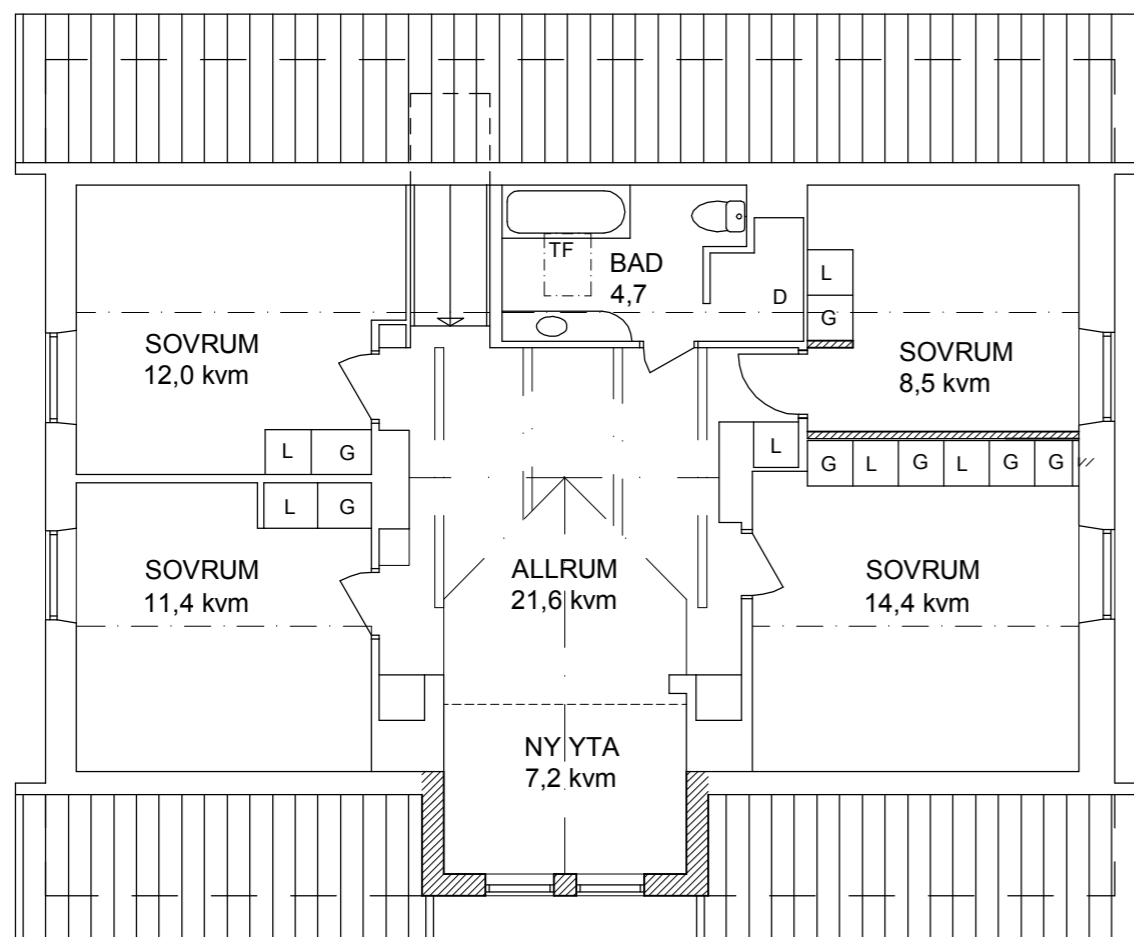 TF
BAD
4,7
D
L
G
SOVRUM
12,0 kvm
SOVRUM
8,5 kvm
L G
L
G L G L G G
L G
SOVRUM
11,4 kvm
ALLRUM
21,6 kvm
SOVRUM
14,4 kvm
NY YTA
7,2 kvm